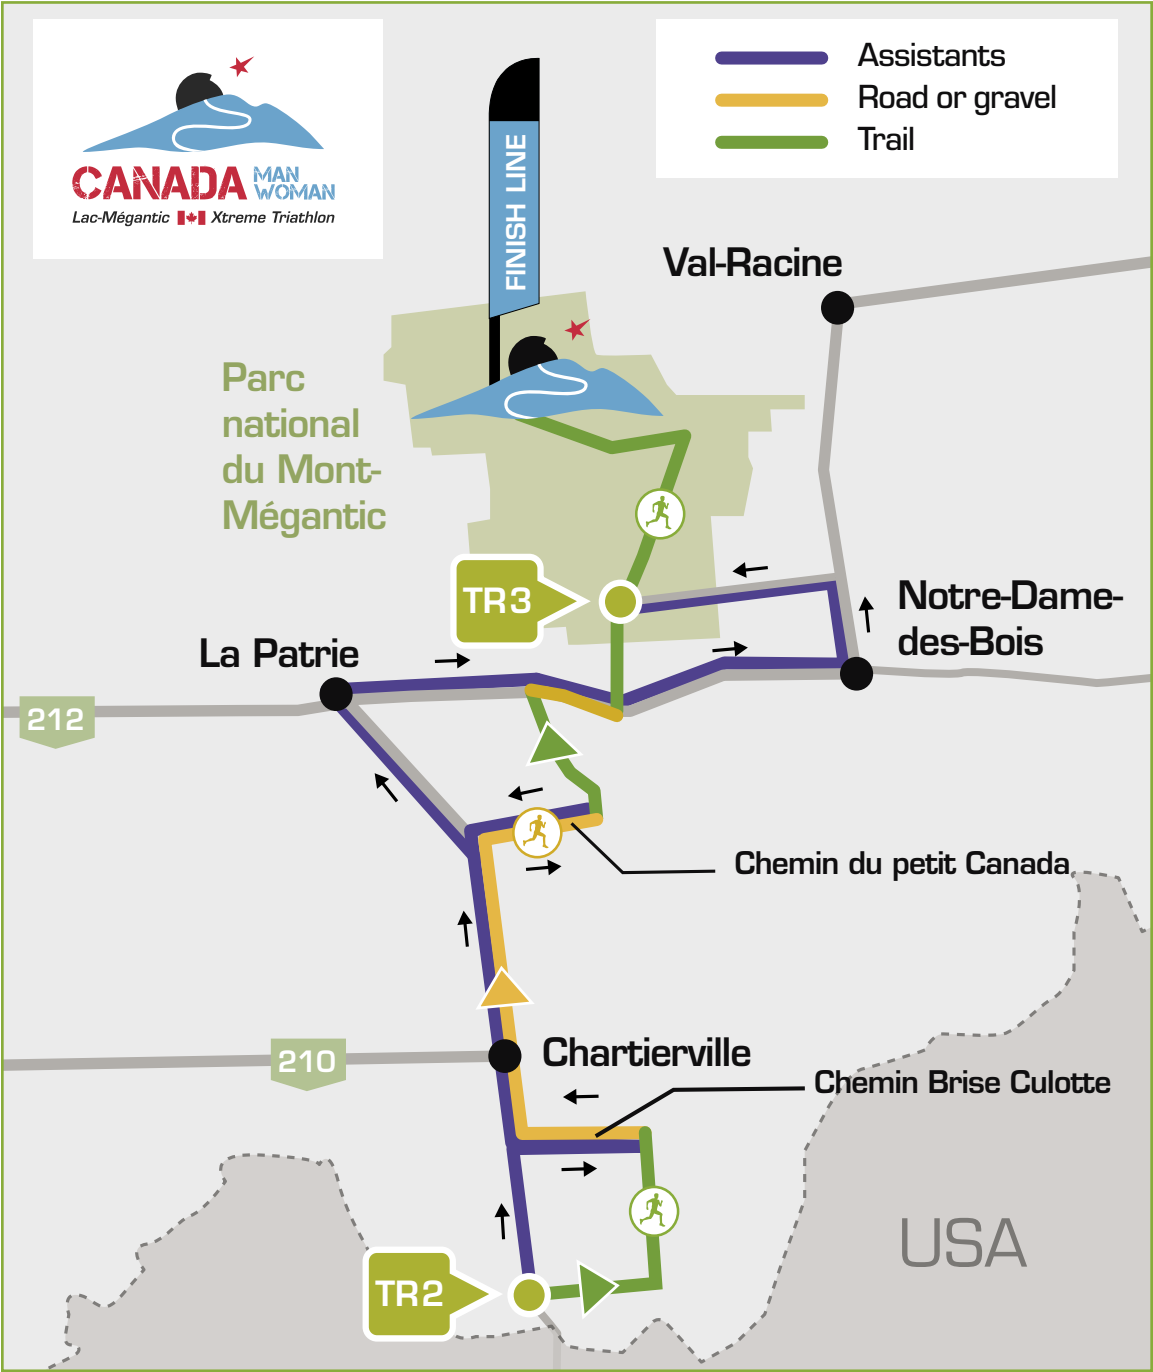 CANADA MAN
WOMAN
Lac-Mégantic Xtreme Triathlon
Assistants
Road or gravel
Trail
FINISH LINE
Val-Racine
Parc
national
du Mont-
Mégantic
TR3
Notre-Dame-
des-Bois
La Patrie
212
Chemin du petit Canada
Chartierville
210
Chemin Brise Culotte
USA
TR2